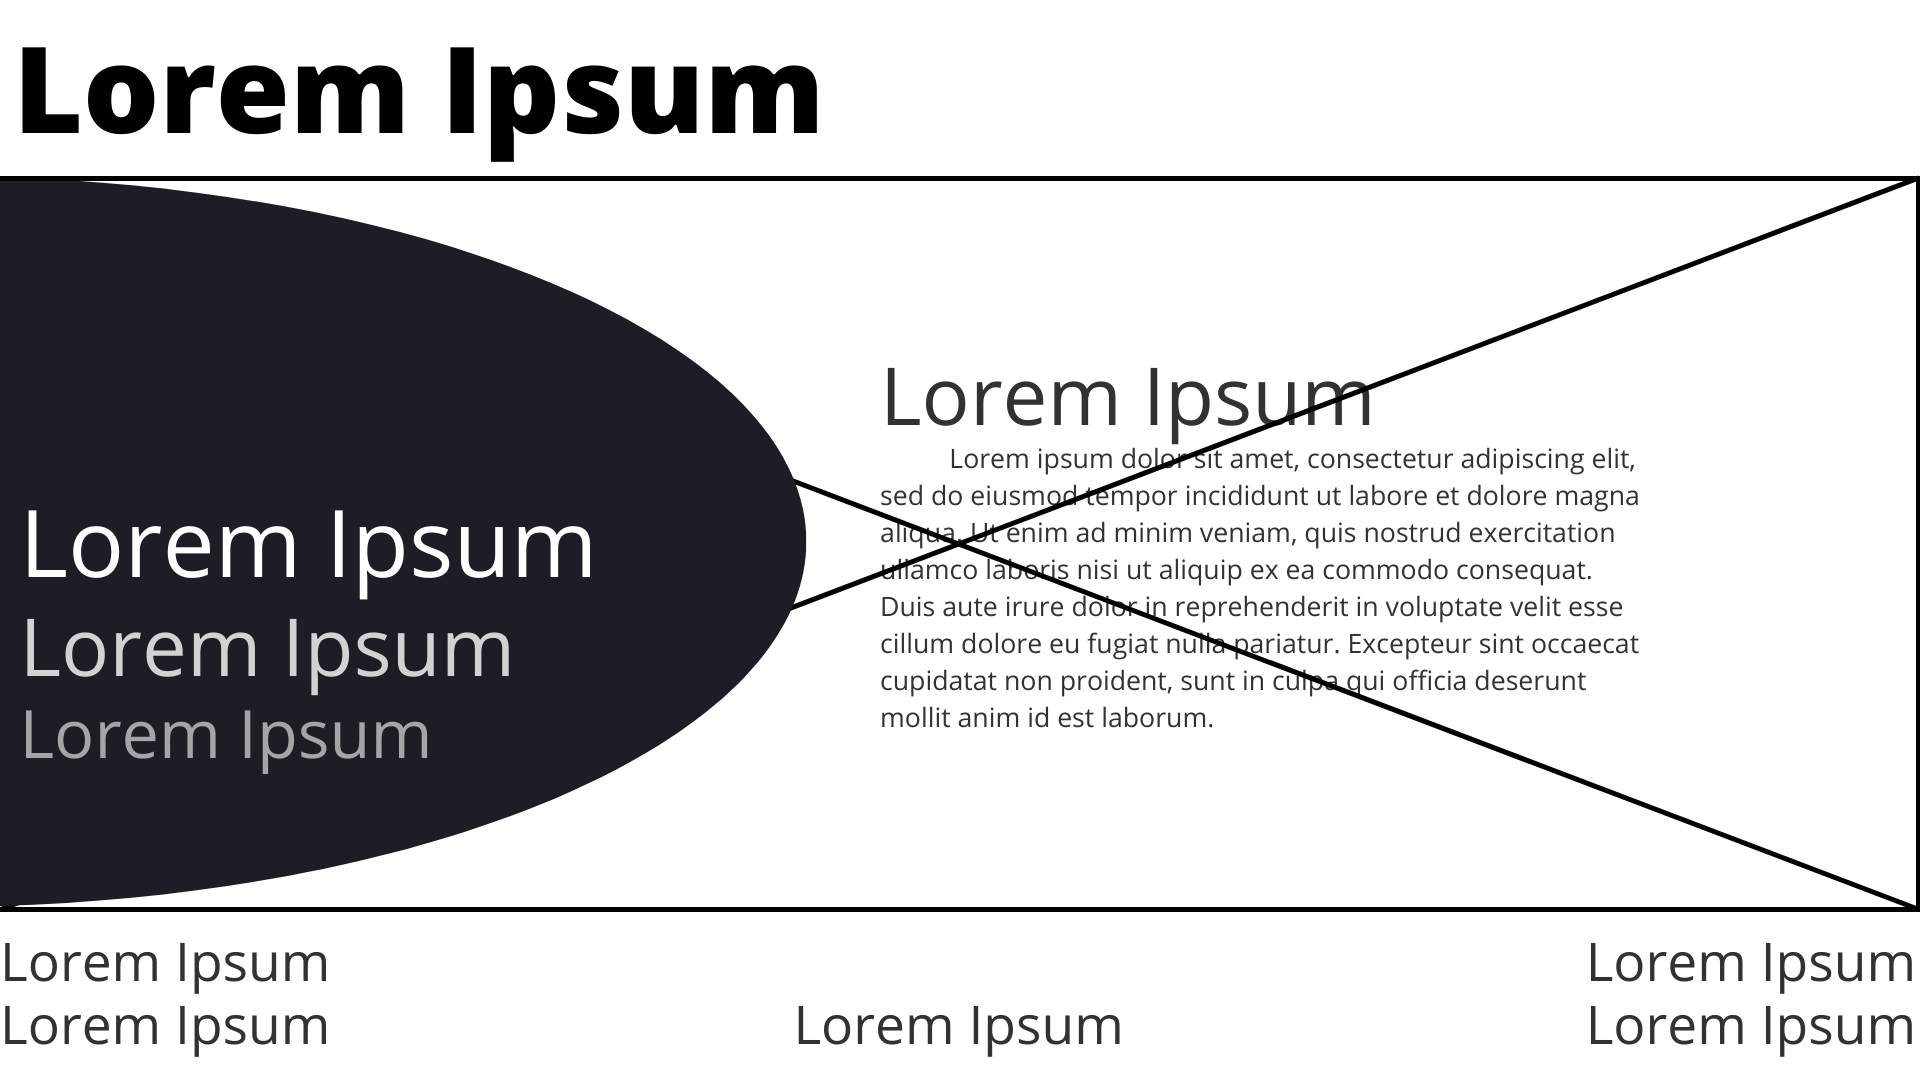 Lorem Ipsum
Lorem Ipsum
Lorem Ipsum
Lorem Ipsum
Lorem Ipsum
Lorem ipsum dolor sit amet, consectetur adipiscing elit,
sed do eiusmod tempor incididunt ut labore et dolore magna
aliqua. Ut enim ad minim veniam, quis nostrud exercitation
ullamco laboris nisi ut aliquip ex ea commodo consequat.
Duis aute irure dolor in reprehenderit in voluptate velit esse
cillum dolore eu fugiat nulla pariatur. Excepteur sint occaecat
cupidatat non proident, sunt in culpa qui officia deserunt
mollit anim id est laborum.
Lorem Ipsum
Lorem Ipsum
Lorem Ipsum
Lorem Ipsum
Lorem Ipsum